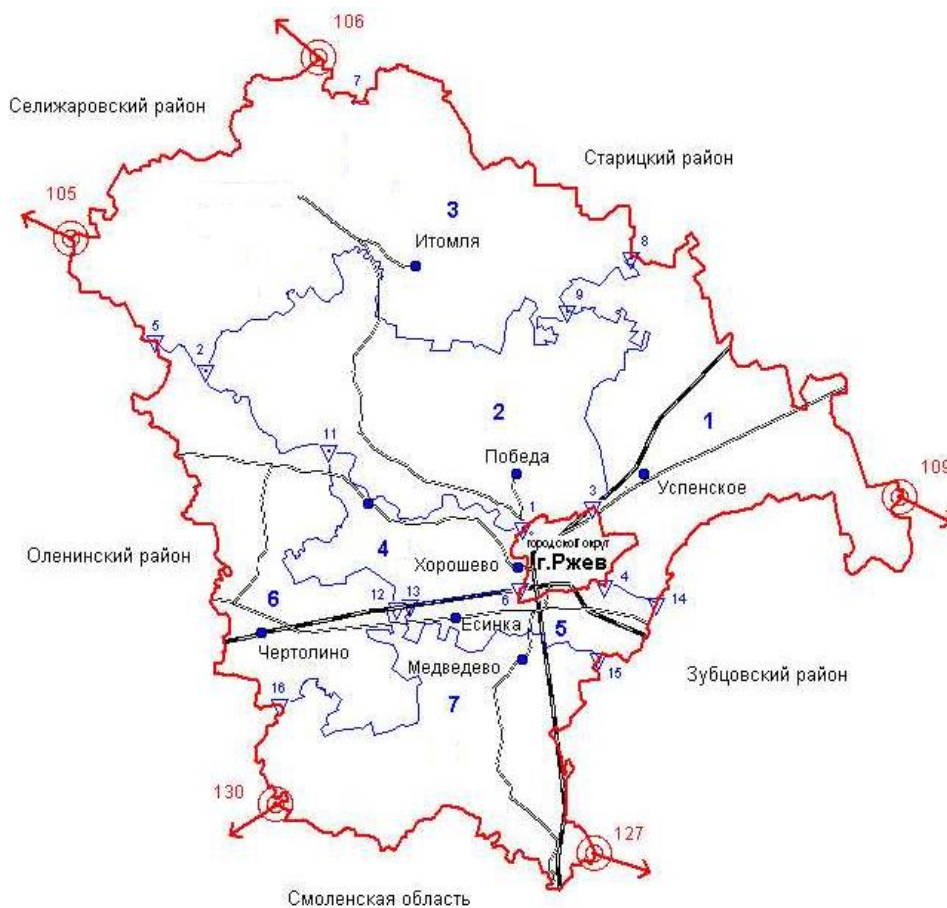 106
7
Селижаровский район
Старицкий район
105
3
Итомля
8
9
5
2
2
1
11
Победа
1
3
Успенское
109
городской округ
г.Ржев
4
Оленинский район
Хорошево
6
4
14
6
12
13
Есинка
5
Чертолино
Медведево
15
Зубцовский район
16
7
130
127
Смоленская область